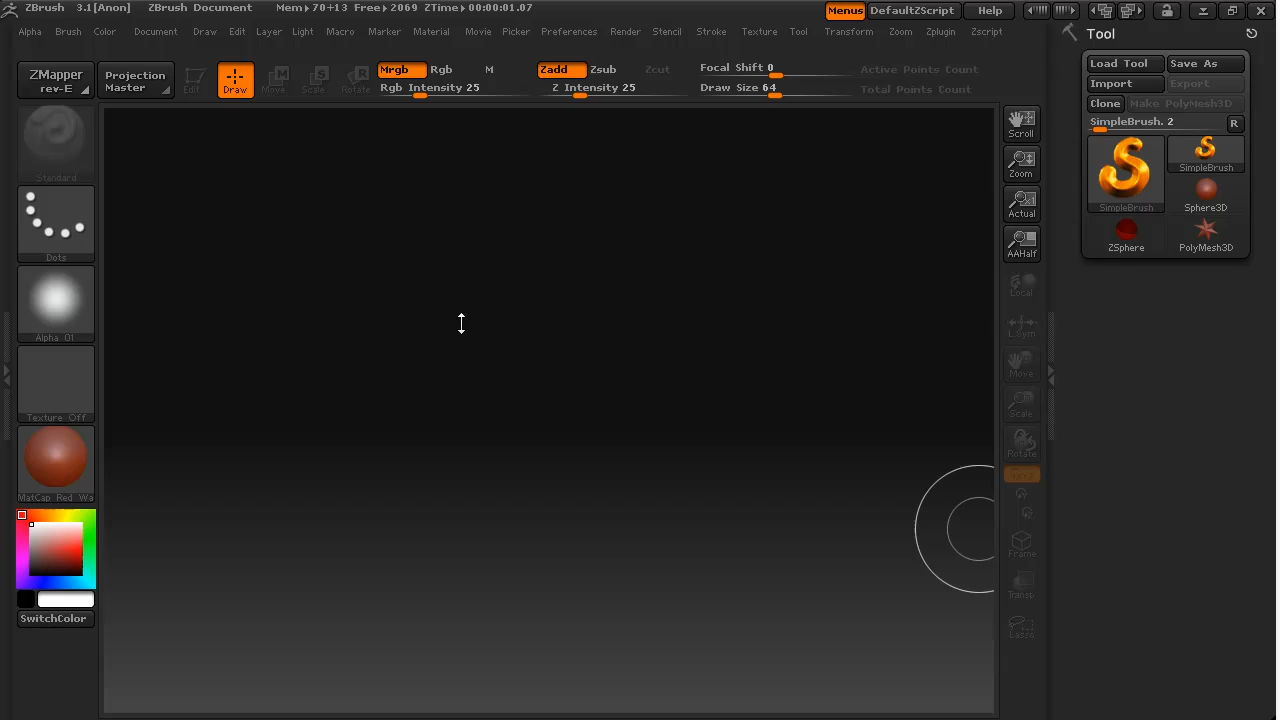 ZBrush 3.1[Anon] ZBrush Document Mem▶70+13 Free▶2069 ZTime▶00:00:01.07 Menus DefaultZScript Help
Alpha Brush Color Document Draw Edit Layer Light Macro Marker Material Movie Picker Preferences Render Stencil Stroke Texture Tool Transform Zoom Zplugin Zscript
Tool
ZMapper
rev-E
Projection
Master
Edit
Draw
Move
Scale
Rotate
Mrgb Rgb M
Rgb Intensity 25
Zadd Zsub Zcut
Z Intensity 25
Focal Shift 0
Draw Size 64
Active Points Count
Total Points Count
Load Tool Save As
Import Export
Clone Make PolyMesh3D
SimpleBrush. 2 R
SimpleBrush
SimpleBrush
Sphere3D
ZSphere
PolyMesh3D
Standard
Dots
Alpha 01
Texture Off
MatCap Red Wa
SwitchColor
Scroll
Zoom
Actual
AAHalf
Local
L.Sym
Move
Scale
Rotate
Frame
Transp
Lasso